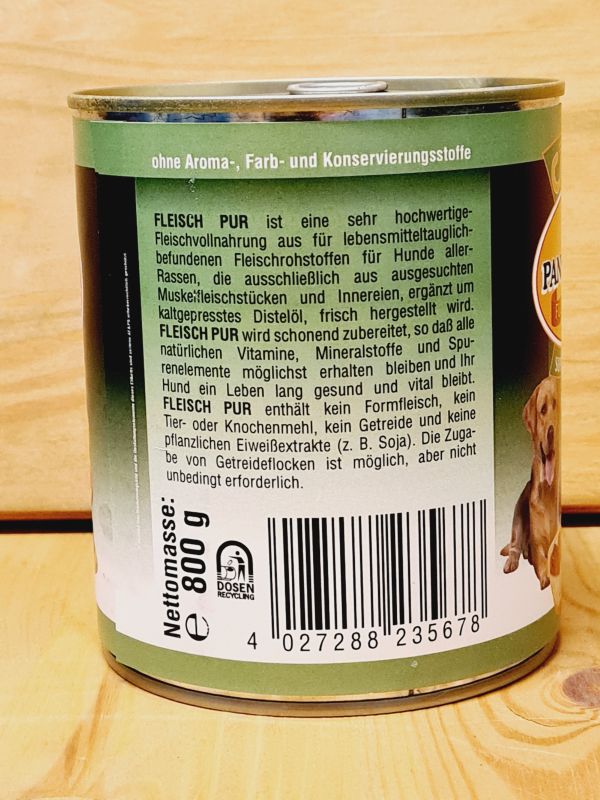 ohne Aroma-, Farb- und Konservierungsstoffe
FLEISCH PUR ist eine sehr hochwertige-
Fleischvollnahrung aus für lebensmitteltauglich-
befundenen Fleischrohstoffen für Hunde aller-
Rassen, die ausschließlich aus ausgesuchten
Muskelfleischstücken und Innereien, ergänzt um
kaltgepresstes Distelöl, frisch hergestellt wird.
FLEISCH PUR wird schonend zubereitet, so daß alle
natürlichen Vitamine, Mineralstoffe und Spu-
renelemente möglichst erhalten bleiben und Ihr
Hund ein Leben lang gesund und vital bleibt.
FLEISCH PUR enthält kein Formfleisch, kein
Tier- oder Knochenmehl, kein Getreide und keine
pflanzlichen Eiweißextrakte (z. B. Soja). Die Zuga-
be von Getreideflocken ist möglich, aber nicht
unbedingt erforderlich.
Nettomasse:
e 800 g
DOSEN
RECYCLING
4 027288 235678
PAN